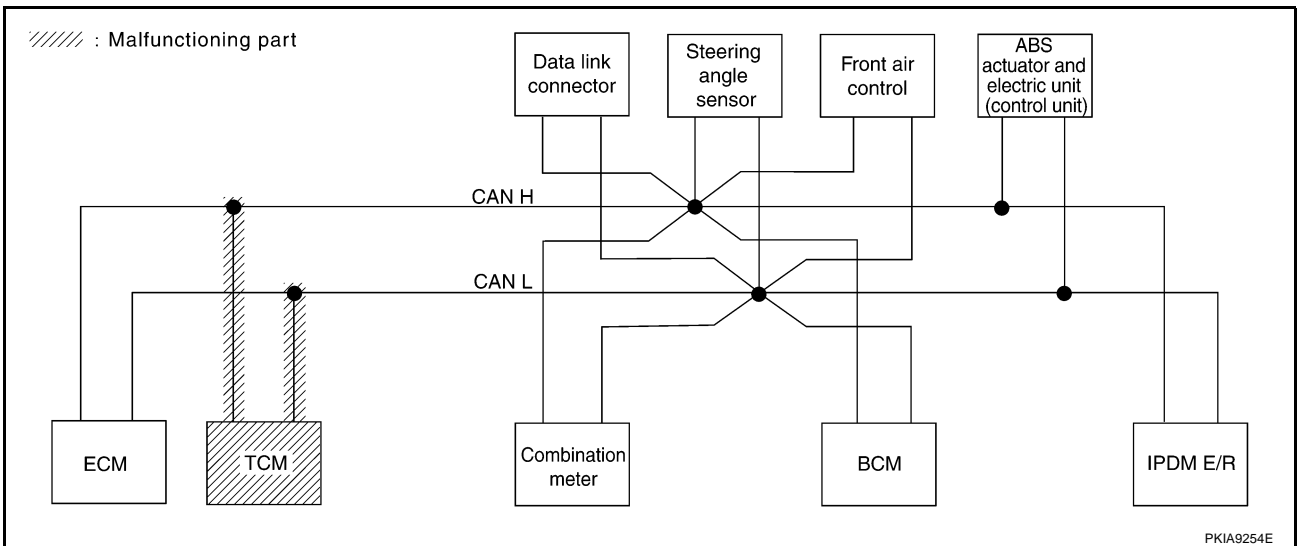 : Malfunctioning part
Data link
connector
Steering
angle
sensor
Front air
control
ABS
actuator and
electric unit
(control unit)
CAN H
CAN L
ECM
TCM
Combination
meter
BCM
IPDM E/R
PKIA9254E